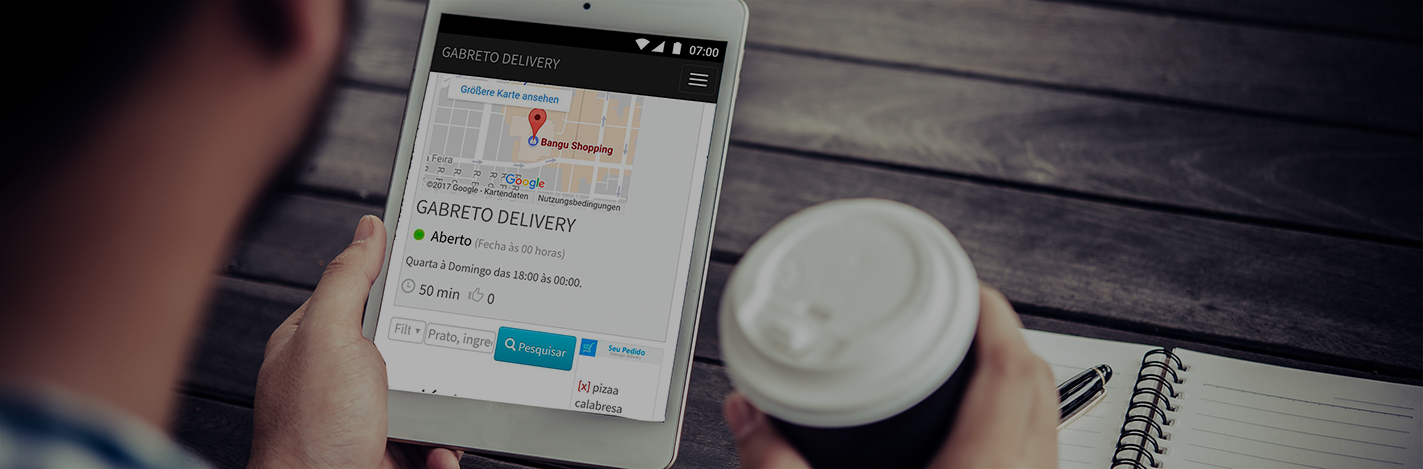 07:00
GABRETO DELIVERY
Größere Karte ansehen
Bangu Shopping
a Feira
Google
©2017 Google - Kartendaten Nutzungsbedingungen
GABRETO DELIVERY
Aberto (Fecha às 00 horas)
Quarta à Domingo das 18:00 às 00:00.
50 min 0
Filt Prato, ingre Pesquisar
Seu Pedido
[x] pizaa
calabresa